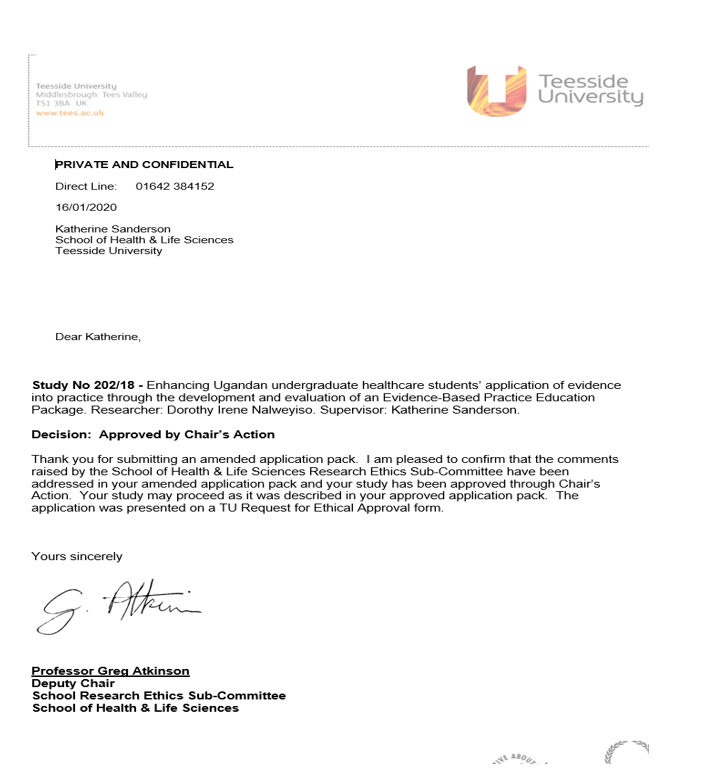 Teesside University
Middlesbrough Tees Valley
TS1 3BA UK
www.tees.ac.uk
Teesside
University
PRIVATE AND CONFIDENTIAL
Direct Line: 01642 384152
16/01/2020
Katherine Sanderson
School of Health & Life Sciences
Teesside University
Dear Katherine,
Study No 202/18 - Enhancing Ugandan undergraduate healthcare students' application of evidence
into practice through the development and evaluation of an Evidence-Based Practice Education
Package. Researcher: Dorothy Irene Nalweyiso. Supervisor: Katherine Sanderson.
Decision: Approved by Chair's Action
Thank you for submitting an amended application pack. I am pleased to confirm that the comments
raised by the School of Health & Life Sciences Research Ethics Sub-Committee have been
addressed in your amended application pack and your study has been approved through Chair's
Action. Your study may proceed as it was described in your approved application pack. The
application was presented on a TU Request for Ethical Approval form.
Yours sincerely
G. Atkin
Professor Greg Atkinson
Deputy Chair
School Research Ethics Sub-Committee
School of Health & Life Sciences